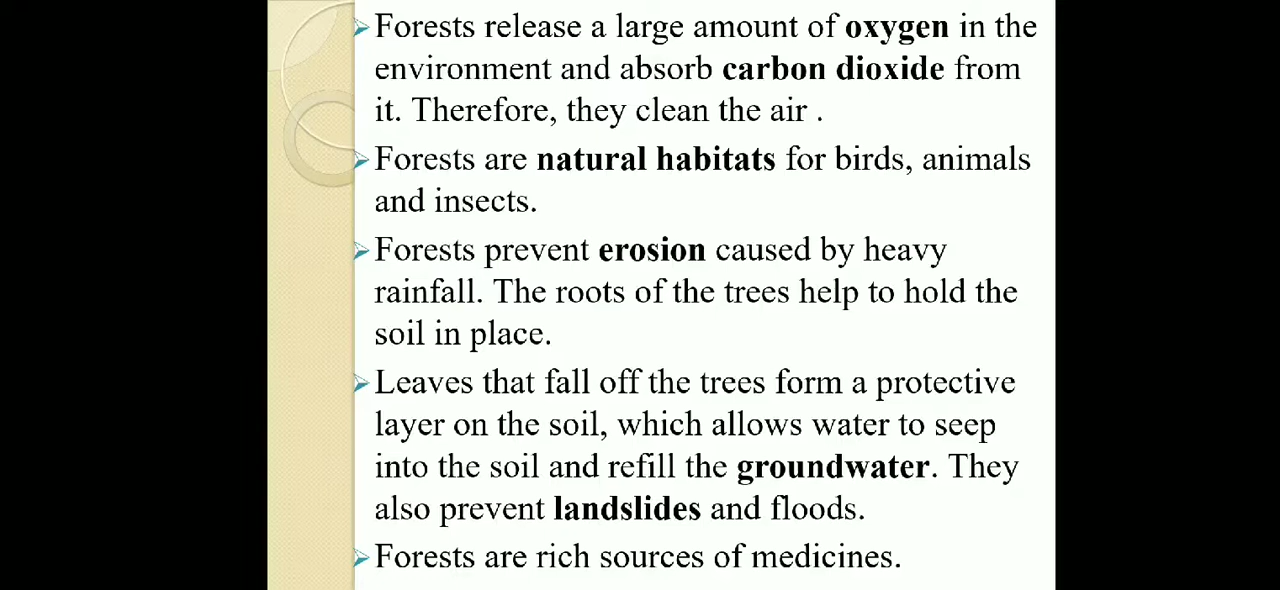 Forests release a large amount of oxygen in the
environment and absorb carbon dioxide from
it. Therefore, they clean the air .
Forests are natural habitats for birds, animals
and insects.
Forests prevent erosion caused by heavy
rainfall. The roots of the trees help to hold the
soil in place.
Leaves that fall off the trees form a protective
layer on the soil, which allows water to seep
into the soil and refill the groundwater. They
also prevent landslides and floods.
Forests are rich sources of medicines.